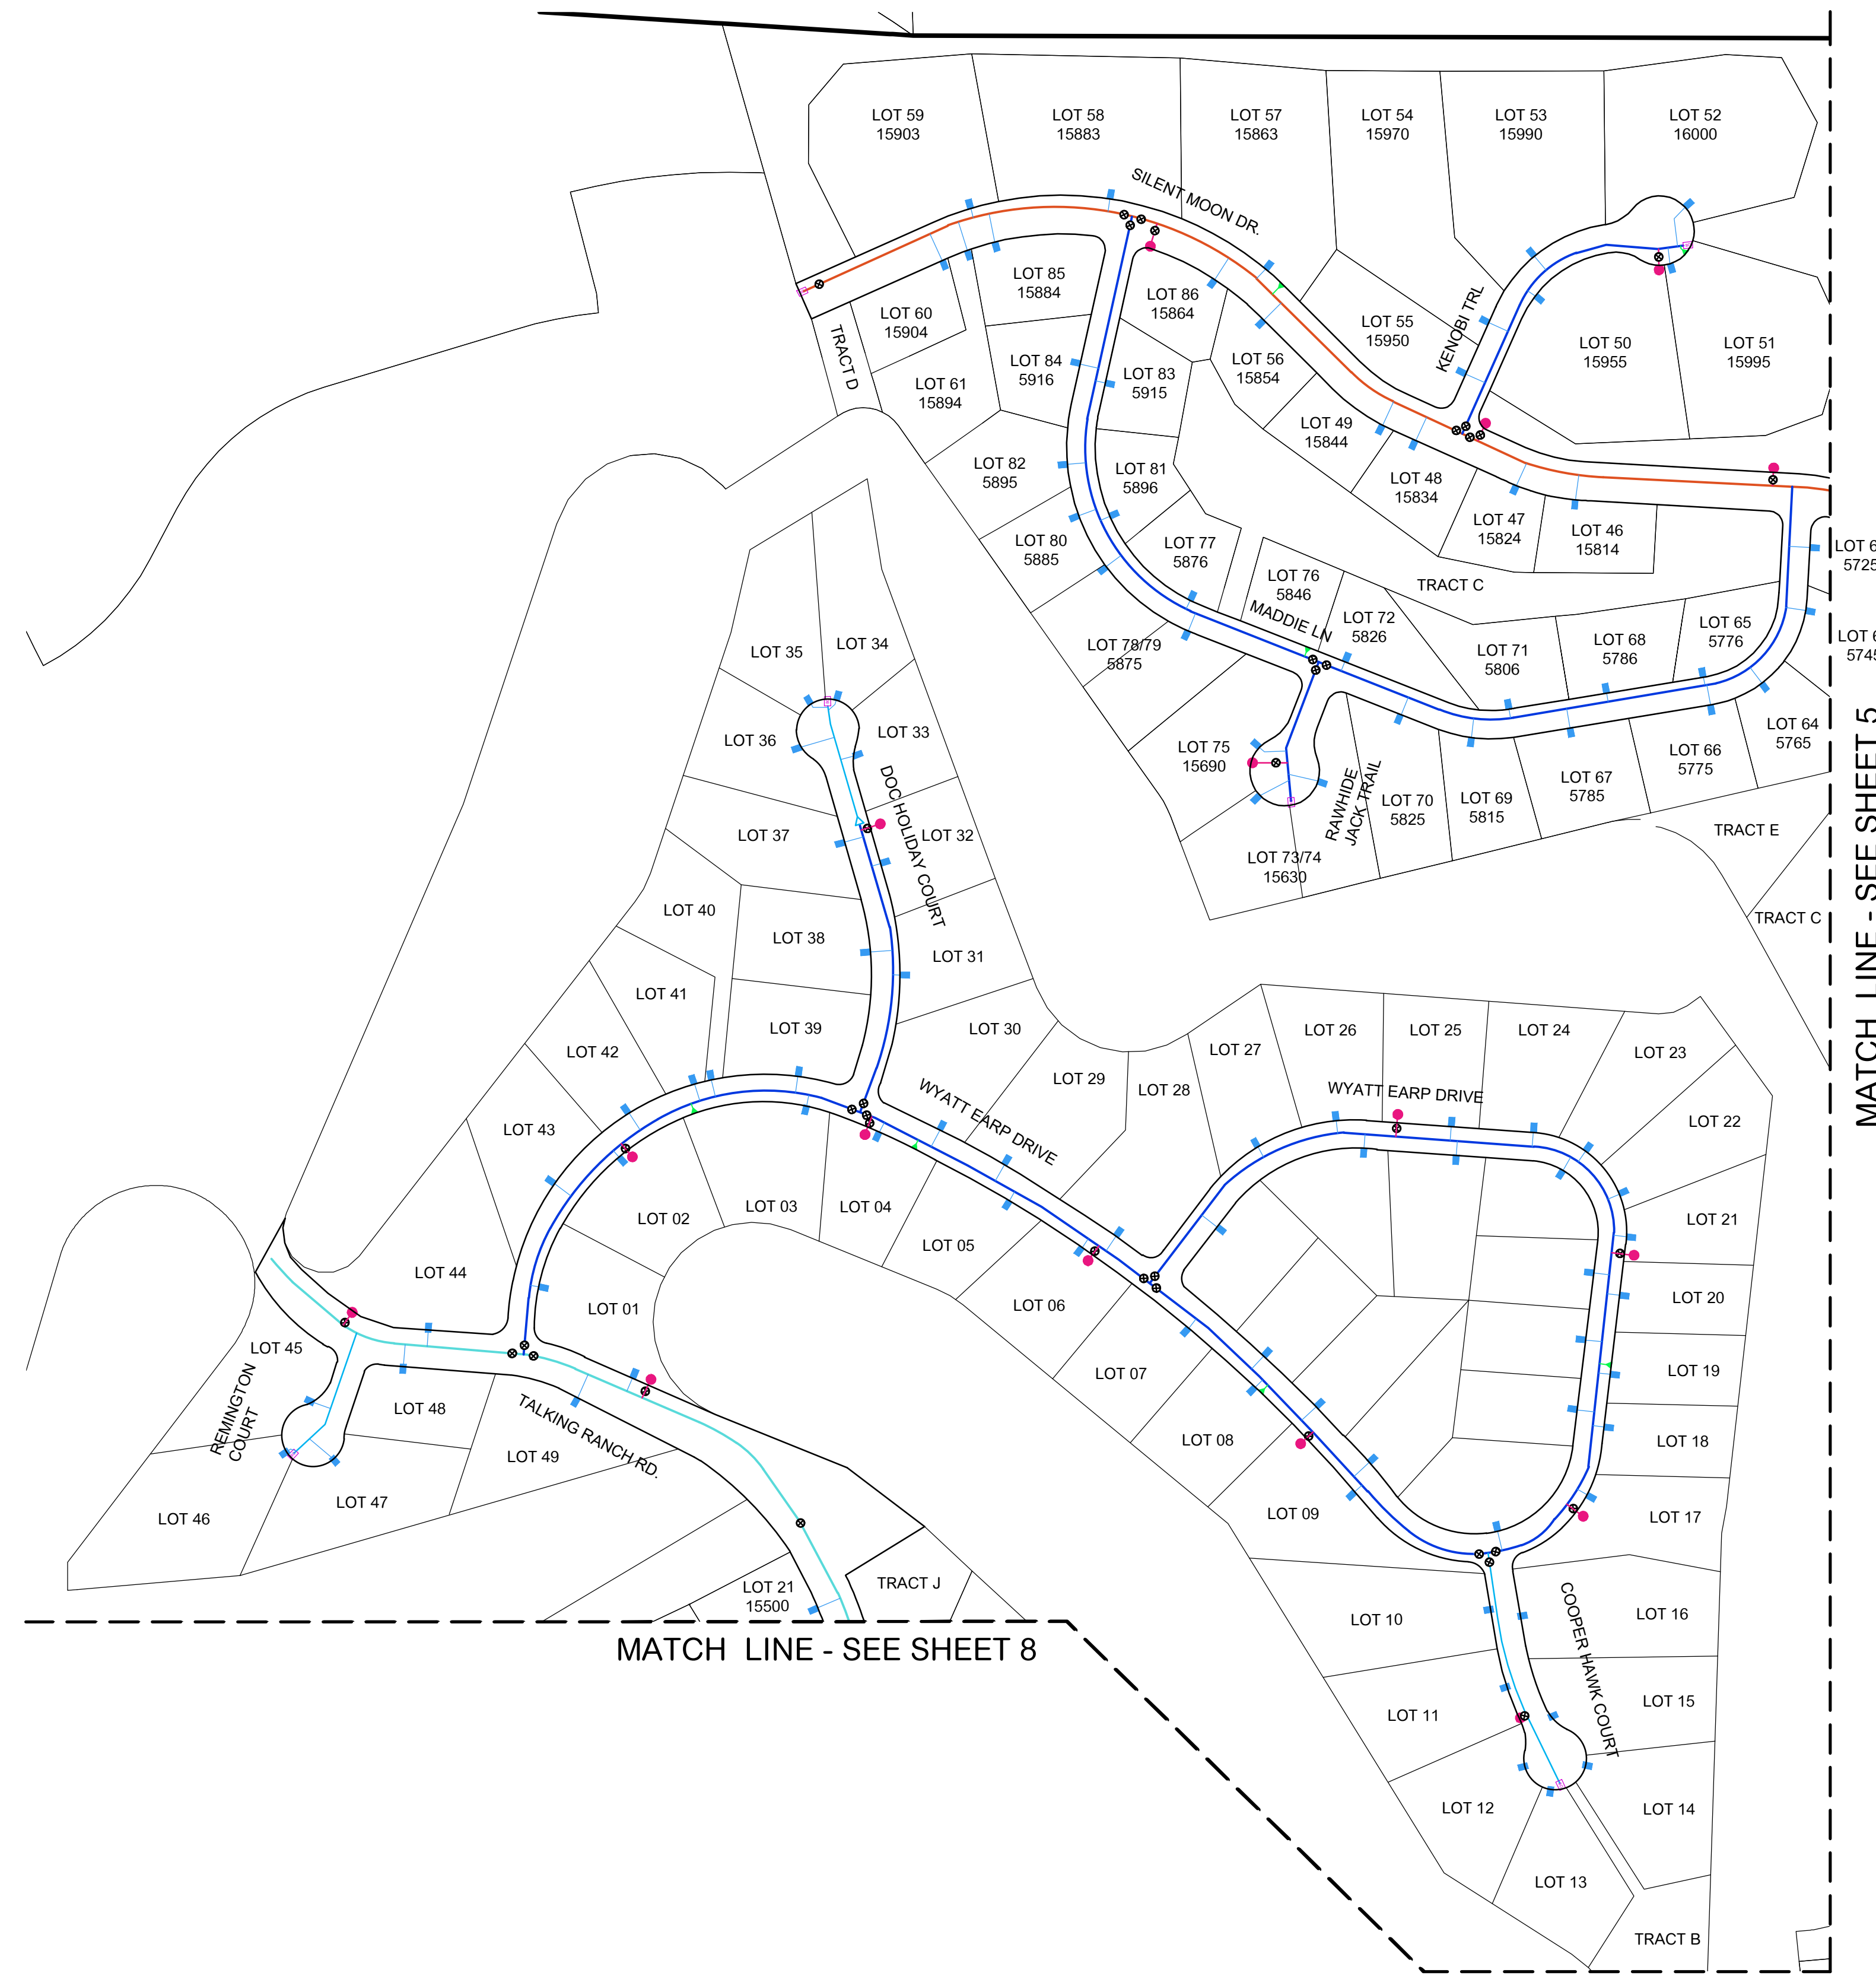 LOT 59
15903
LOT 58
15883
LOT 57
15863
LOT 54
15970
LOT 53
15990
LOT 52
16000
SILENT MOON DR.
LOT 85
15884
LOT 86
15864
LOT 60
15904
TRACT D
LOT 55
15950
KENOBI TRL
LOT 50
15955
LOT 51
15995
LOT 84
5916
LOT 83
5915
LOT 56
15854
LOT 61
15894
LOT 49
15844
LOT 82
5895
LOT 81
5896
LOT 48
15834
LOT 47
15824
LOT 46
15814
LOT 80
5885
LOT 77
5876
LOT 6
5725
LOT 76
5846
TRACT C
MADDIE LN
LOT 72
5826
LOT 78/79
5875
LOT 71
5806
LOT 68
5786
LOT 65
5776
LOT 6
5745
LOT 35
LOT 34
LOT 36
LOT 33
LOT 75
15690
LOT 64
5765
LOT 66
5775
LOT 67
5785
RAWHIDE
JACK TRAIL
LOT 70
5825
LOT 69
5815
LOT 73/74
15630
TRACT E
TRACT C
MATCH LINE - SEE SHEET 5
LOT 37
DOC HOLIDAY COURT
LOT 32
LOT 40
LOT 38
LOT 31
LOT 41
LOT 39
LOT 30
LOT 42
LOT 29
LOT 28
LOT 27
LOT 26
LOT 25
LOT 24
LOT 23
WYATT EARP DRIVE
WYATT EARP DRIVE
LOT 22
LOT 43
LOT 02
LOT 03
LOT 04
LOT 05
LOT 21
LOT 44
LOT 01
LOT 06
LOT 20
LOT 45
LOT 07
LOT 19
REMINGTON
COURT
LOT 48
TALKING RANCH RD.
LOT 49
LOT 08
LOT 18
LOT 47
LOT 46
LOT 09
LOT 17
LOT 21
15500
TRACT J
LOT 10
COOPER HAWK COURT
LOT 16
MATCH LINE - SEE SHEET 8
LOT 11
LOT 15
LOT 12
LOT 14
LOT 13
TRACT B